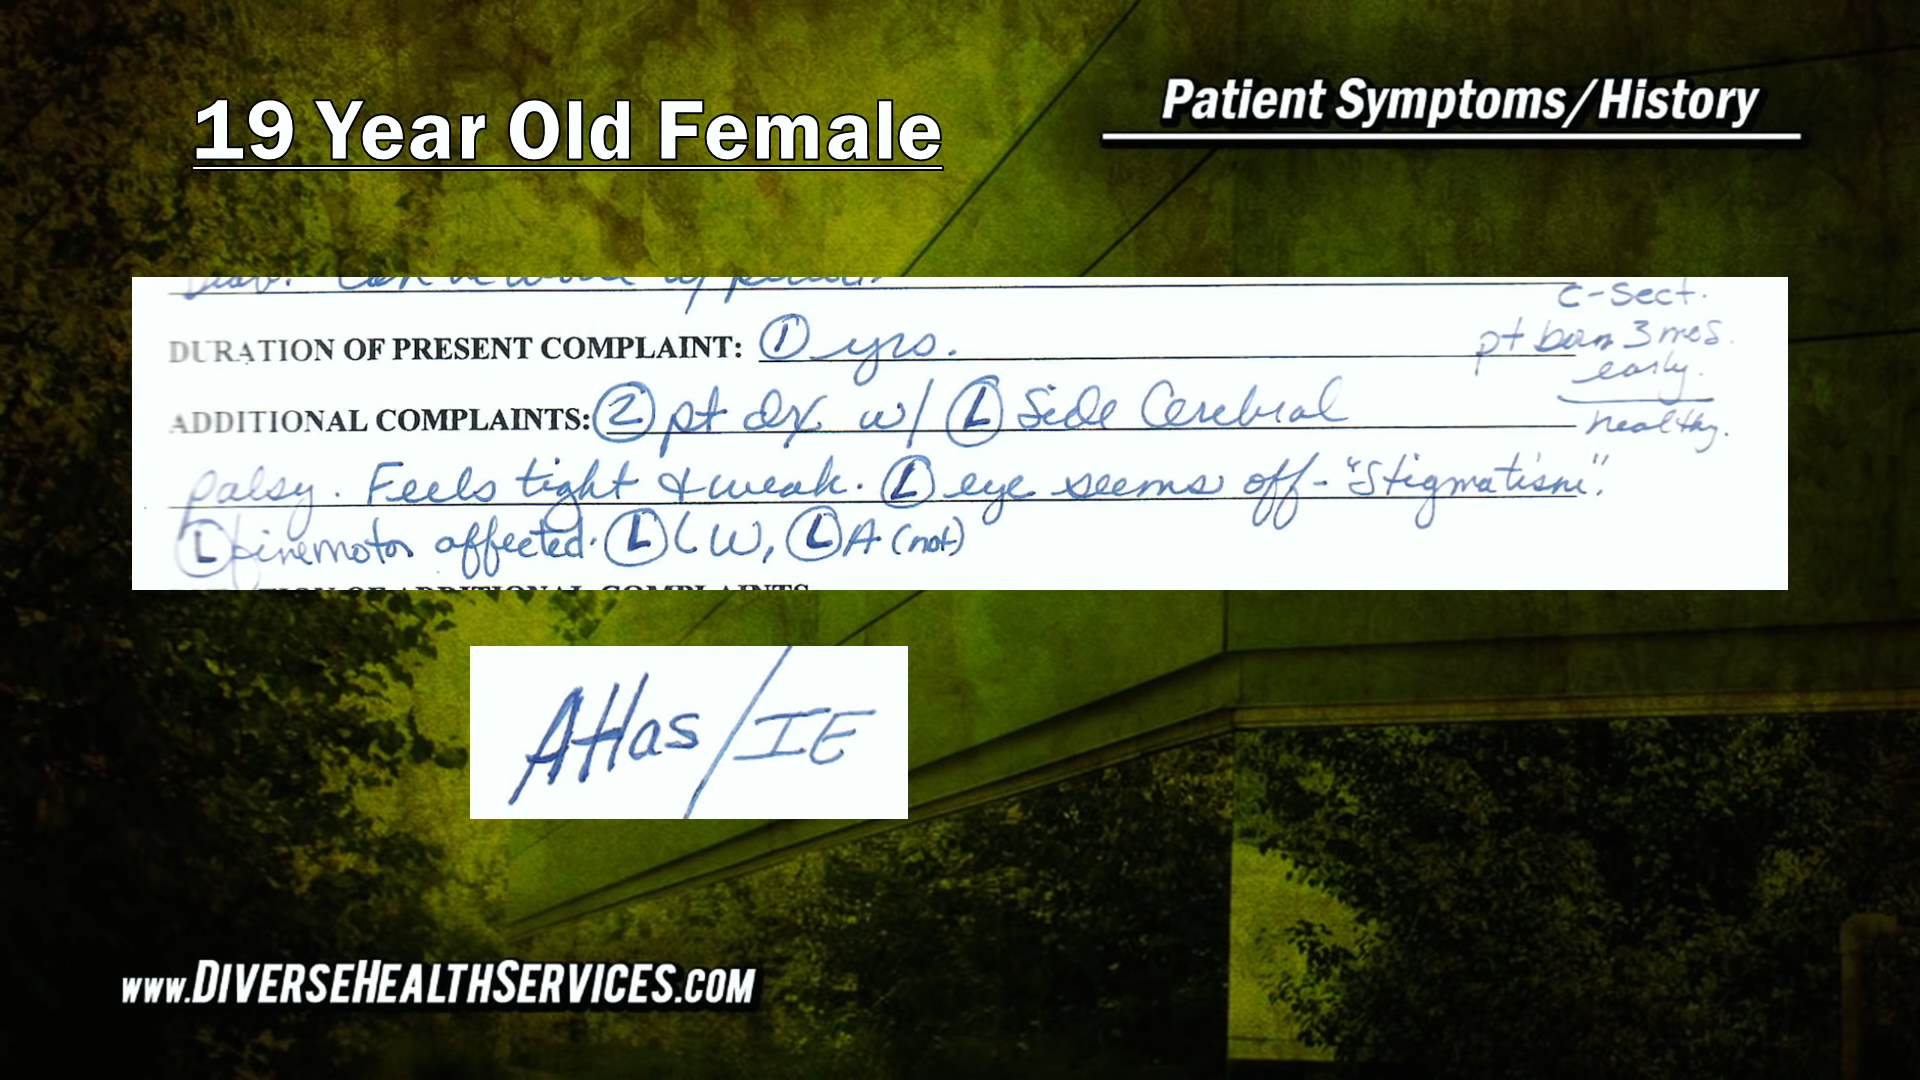 19 Year Old Female
Patient Symptoms/History
c-sect.
DURATION OF PRESENT COMPLAINT: ① yrs.
pt born 3 mos.
early.
ADDITIONAL COMPLAINTS: ② pt dx w/ Ⓛ Side Cerebral
healthy.
palsy. Feels tight & weak. Ⓛ eye seems off - "Stigmatism".
Ⓛ finemotor affected. Ⓛ L W, Ⓛ A (not)
Atlas/IE
www.DiverseHealthServices.com